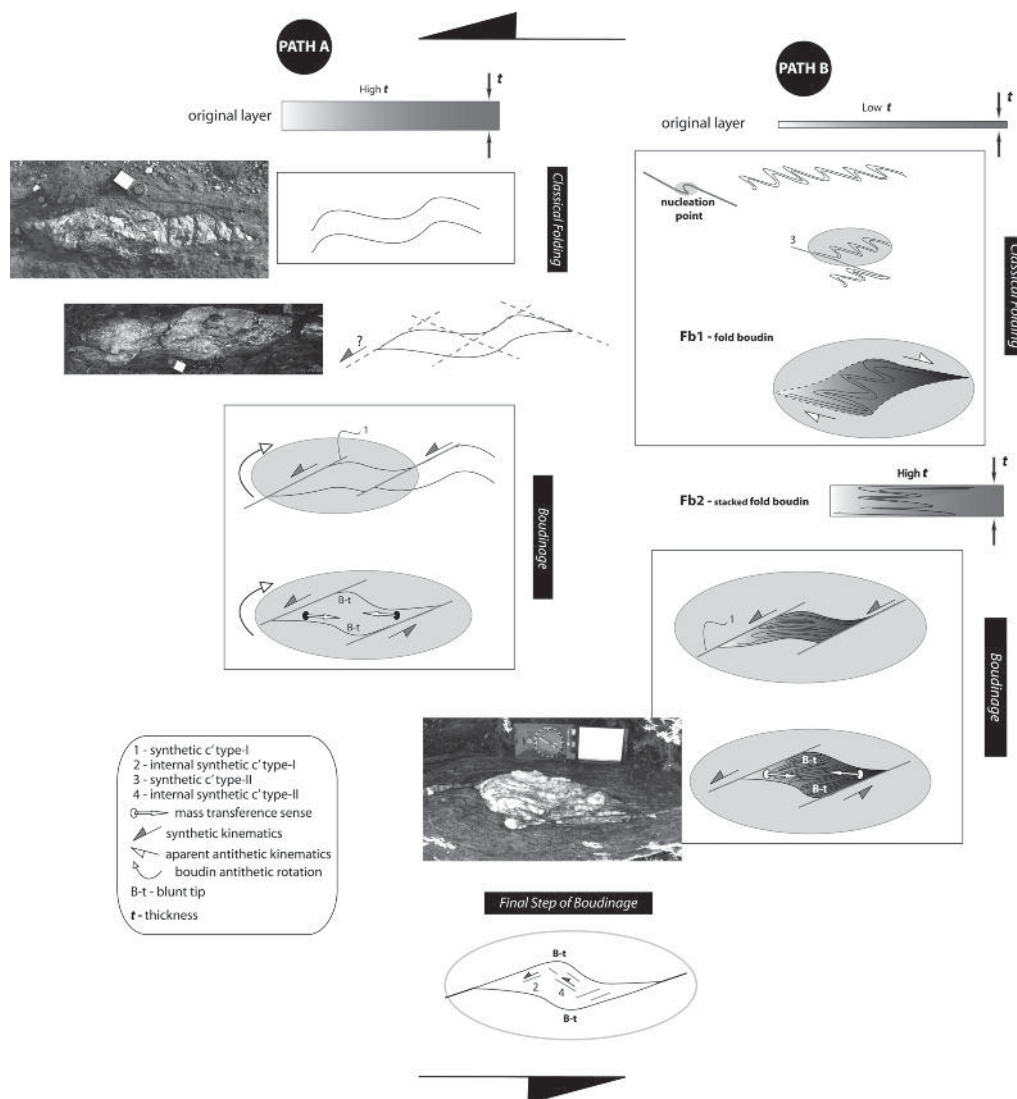 PATH A
t
High t
original layer
Classical Folding
?
1
Boudinage
B-t
B-t
PATH B
t
Low t
original layer
nucleation
point
3
Classical Folding
Fb1 - fold boudin
t
High t
Fb2 - stacked fold boudin
1
Boudinage
B-t
B-t
1 - synthetic c' type-I
2 - internal synthetic c' type-I
3 - synthetic c' type-II
4 - internal synthetic c' type-II
mass transference sense
synthetic kinematics
aparent antithetic kinematics
boudin antithetic rotation
B-t - blunt tip
t - thickness
Final Step of Boudinage
B-t
2
4
B-t